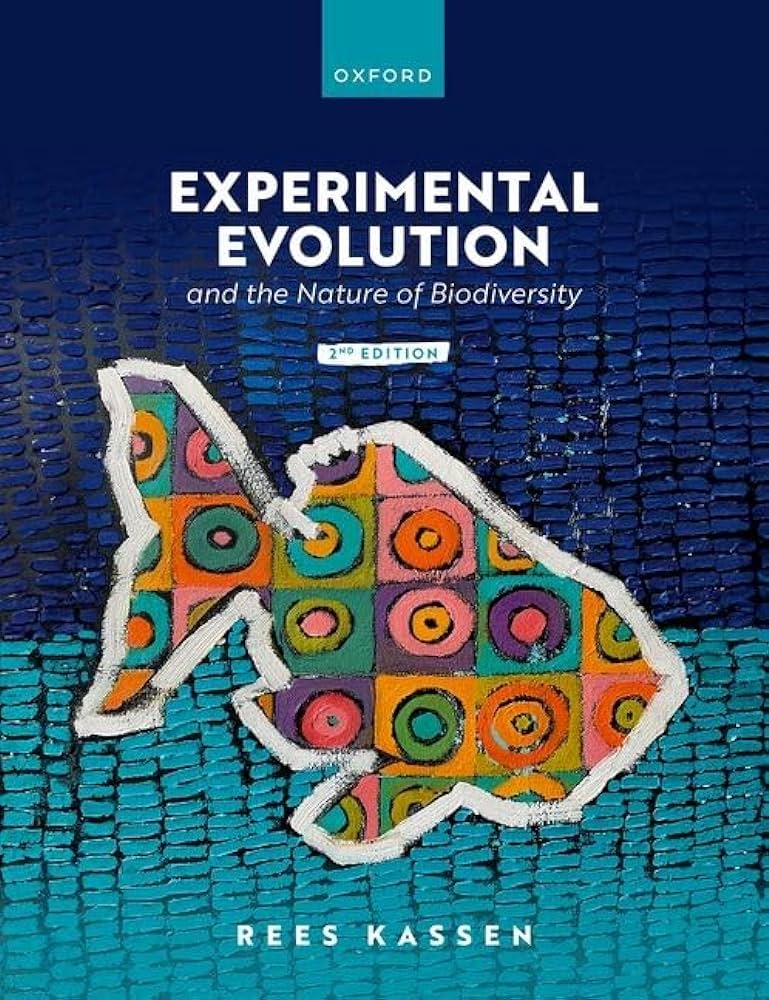 OXFORD
EXPERIMENTAL
EVOLUTION
and the Nature of Biodiversity
2ND EDITION
REES KASSEN